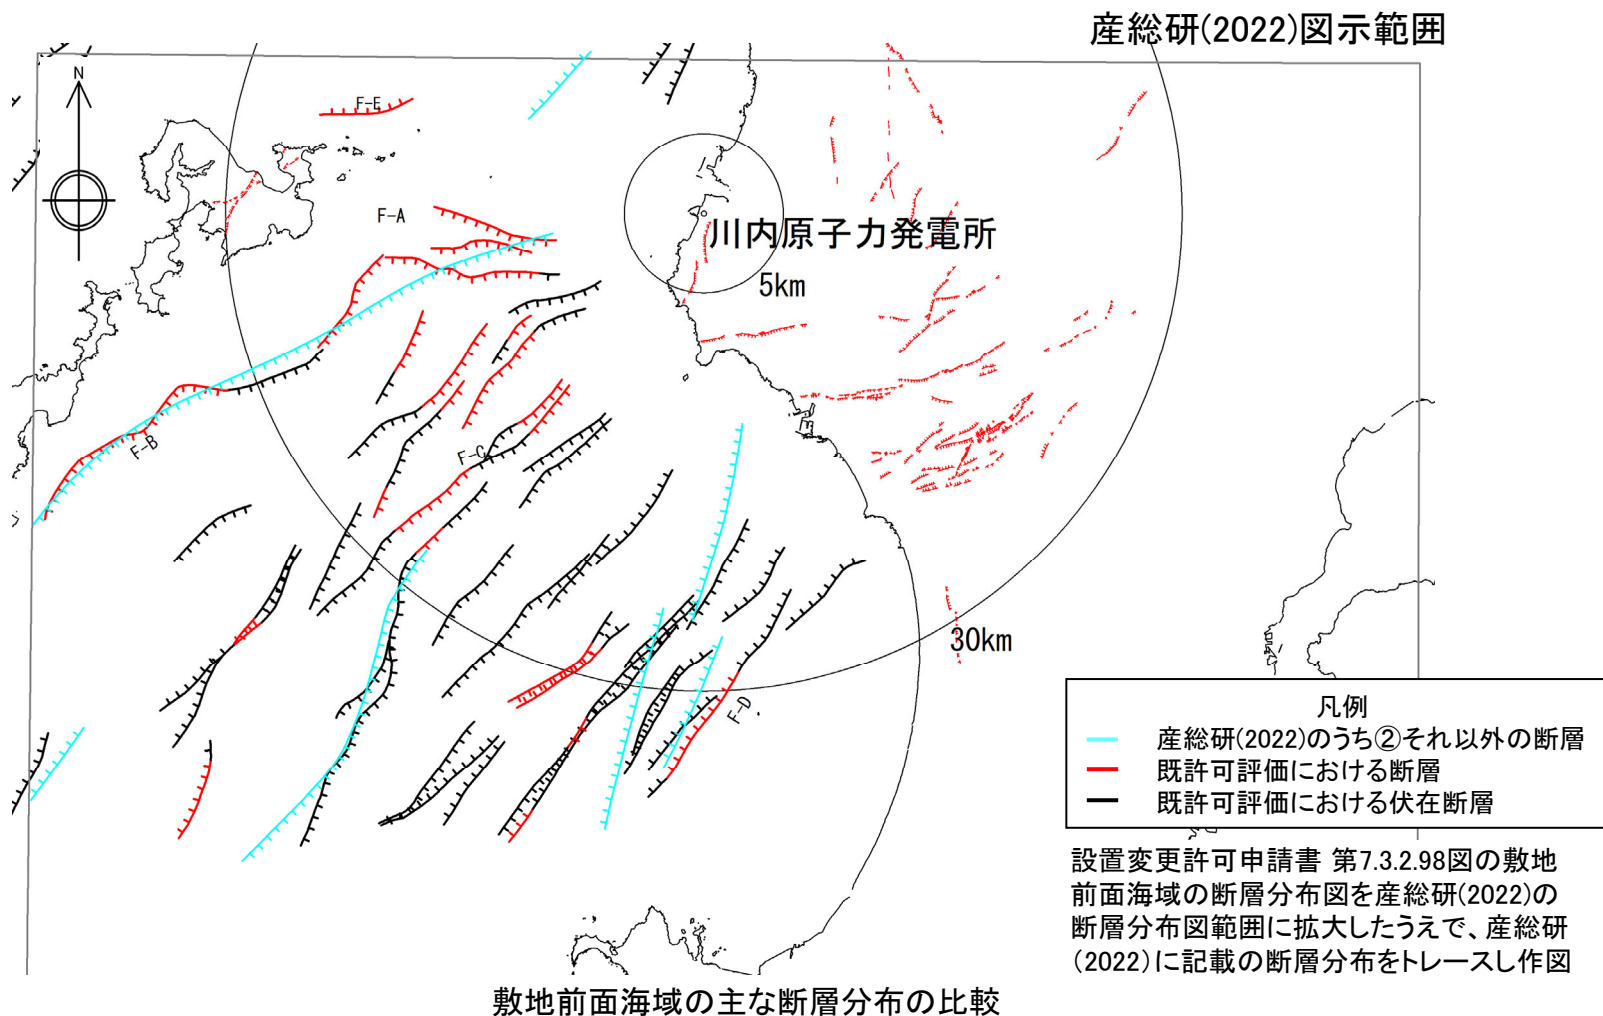 産総研(2022)図示範囲
N
F-E
F-A
川内原子力発電所
5km
F-B
F-C
30km
F-D
凡例
産総研(2022)のうち②それ以外の断層
既許可評価における断層
既許可評価における伏在断層
設置変更許可申請書 第7.3.2.98図の敷地
前面海域の断層分布図を産総研(2022)の
断層分布図範囲に拡大したうえで、産総研
(2022)に記載の断層分布をトレースし作図
敷地前面海域の主な断層分布の比較